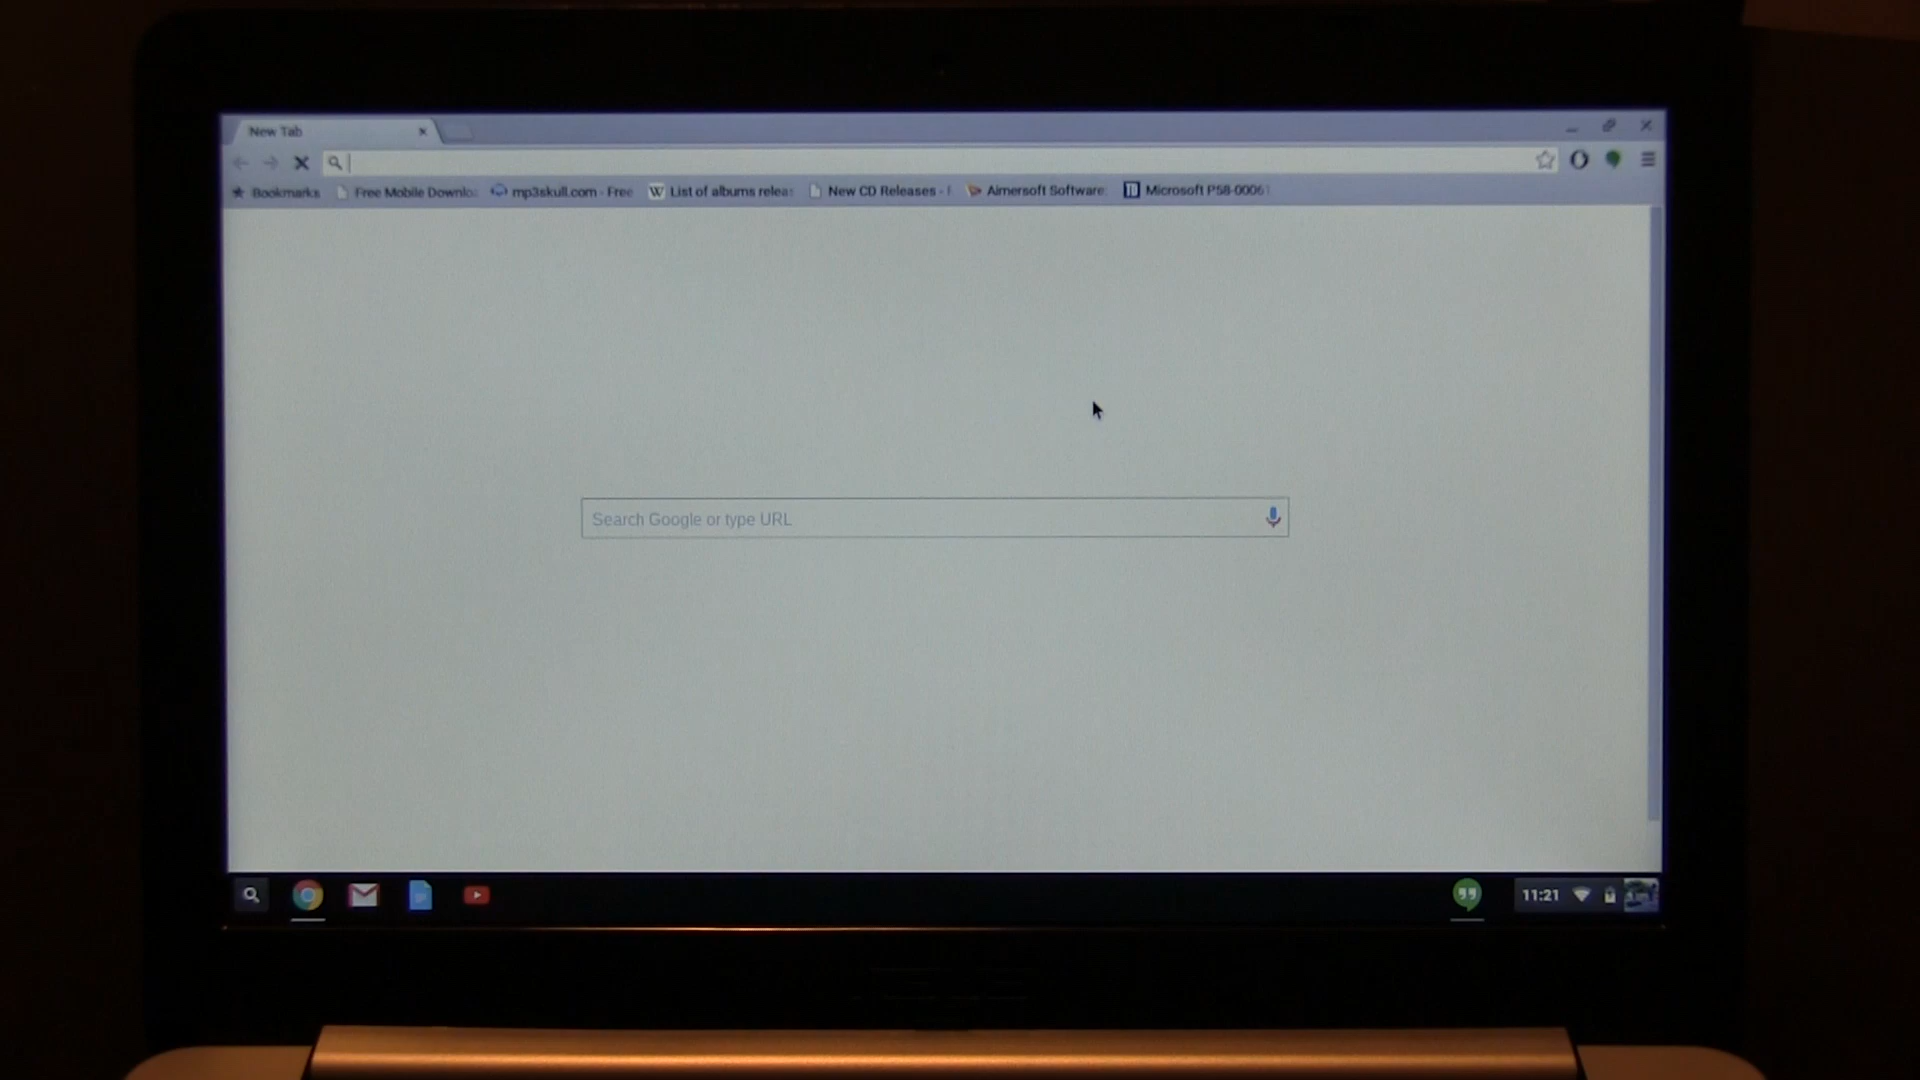 New Tab
Bookmarks Free Mobile Downlo mp3skull.com - Free List of albums relea New CD Releases - Aimersoft Software Microsoft P58-0006
Search Google or type URL
11:21